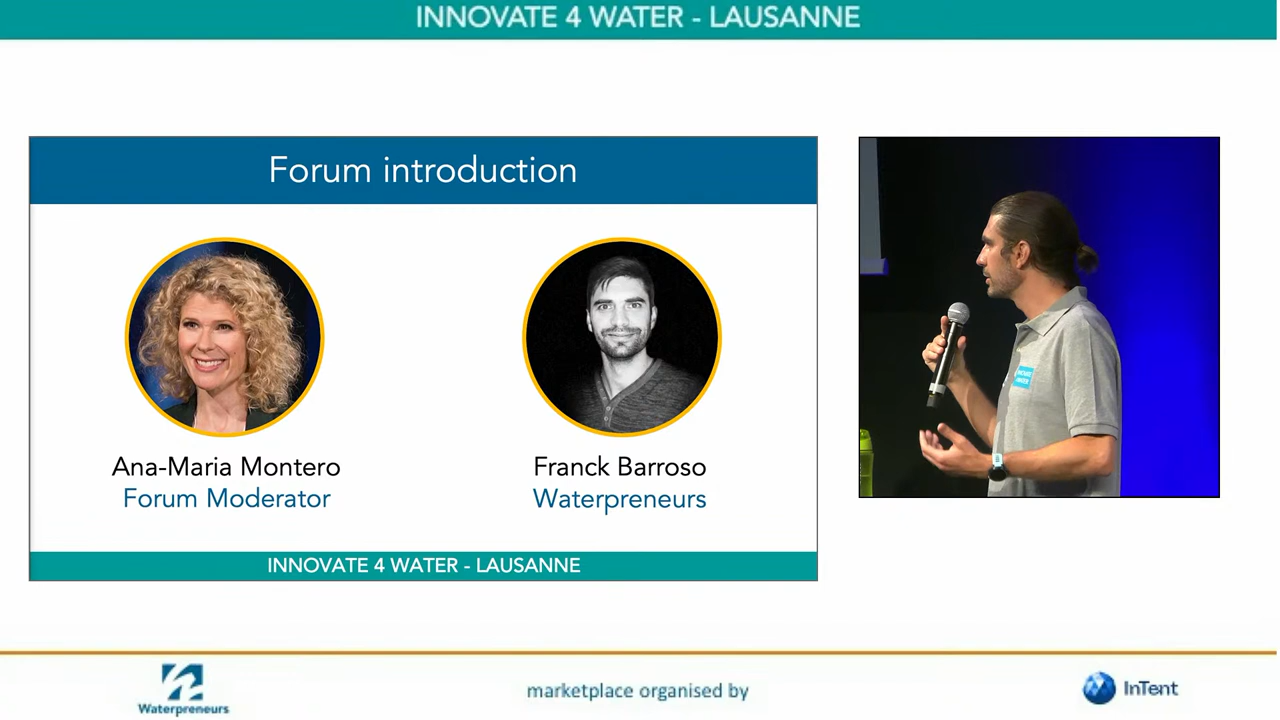 INNOVATE 4 WATER - LAUSANNE
Forum introduction
Ana-Maria Montero
Forum Moderator
Franck Barroso
Waterpreneurs
INNOVATE 4 WATER - LAUSANNE
Waterpreneurs
marketplace organised by
InTent